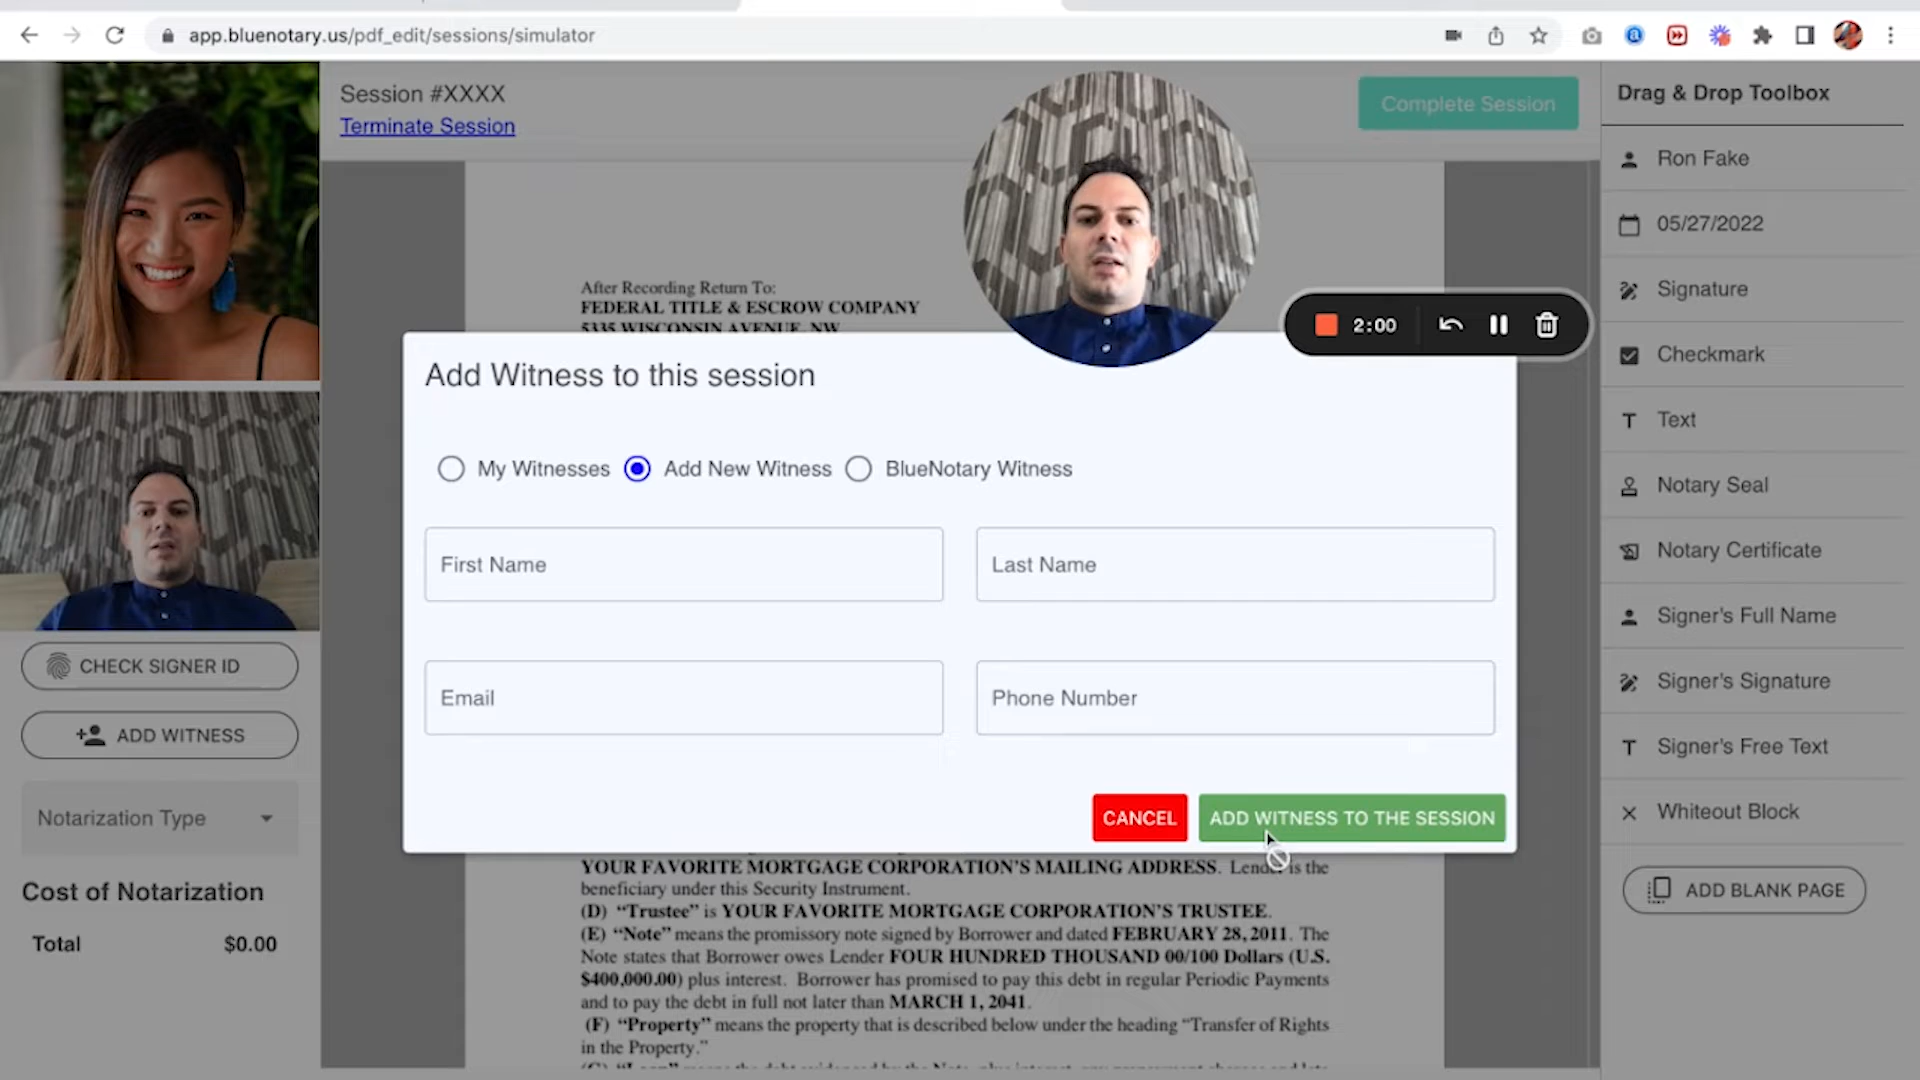 app.bluenotary.us/pdf_edit/sessions/simulator
Session #XXXX
Terminate Session
Complete Session
After Recording Return To:
FEDERAL TITLE & ESCROW COMPANY
5335 WISCONSIN AVENUE, NW
2:00
Add Witness to this session
My Witnesses
Add New Witness
BlueNotary Witness
First Name
Last Name
Email
Phone Number
CANCEL
ADD WITNESS TO THE SESSION
CHECK SIGNER ID
ADD WITNESS
Notarization Type
Cost of Notarization
Total $0.00
YOUR FAVORITE MORTGAGE CORPORATION'S MAILING ADDRESS. Lender is the
beneficiary under this Security Instrument.
(D) “Trustee” is YOUR FAVORITE MORTGAGE CORPORATION'S TRUSTEE.
(E) “Note” means the promissory note signed by Borrower and dated FEBRUARY 28, 2011. The
Note states that Borrower owes Lender FOUR HUNDRED THOUSAND 00/100 Dollars (U.S.
$400,000.00) plus interest. Borrower has promised to pay this debt in regular Periodic Payments
and to pay the debt in full not later than MARCH 1, 2041.
(F) “Property” means the property that is described below under the heading “Transfer of Rights
in the Property.”
Drag & Drop Toolbox
Ron Fake
05/27/2022
Signature
Checkmark
Text
Notary Seal
Notary Certificate
Signer's Full Name
Signer's Signature
Signer's Free Text
Whiteout Block
ADD BLANK PAGE